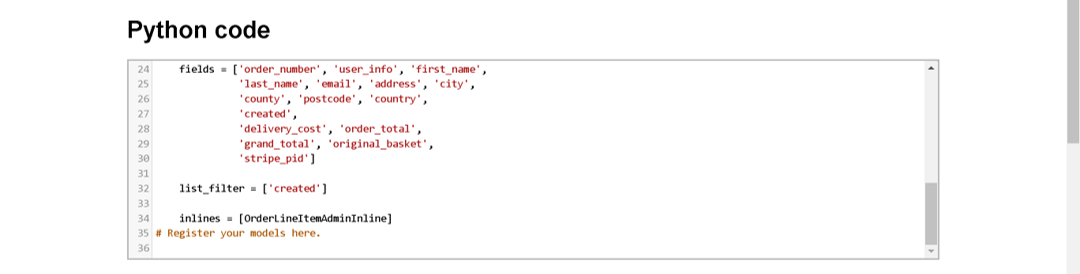 Python code
24 fields = ['order_number', 'user_info', 'first_name',
25 'last_name', 'email', 'address', 'city',
26 'county', 'postcode', 'country',
27 'created',
28 'delivery_cost', 'order_total',
29 'grand_total', 'original_basket',
30 'stripe_pid']
31
32 list_filter = ['created']
33
34 inlines = [OrderLineItemAdminInline]
35 # Register your models here.
36